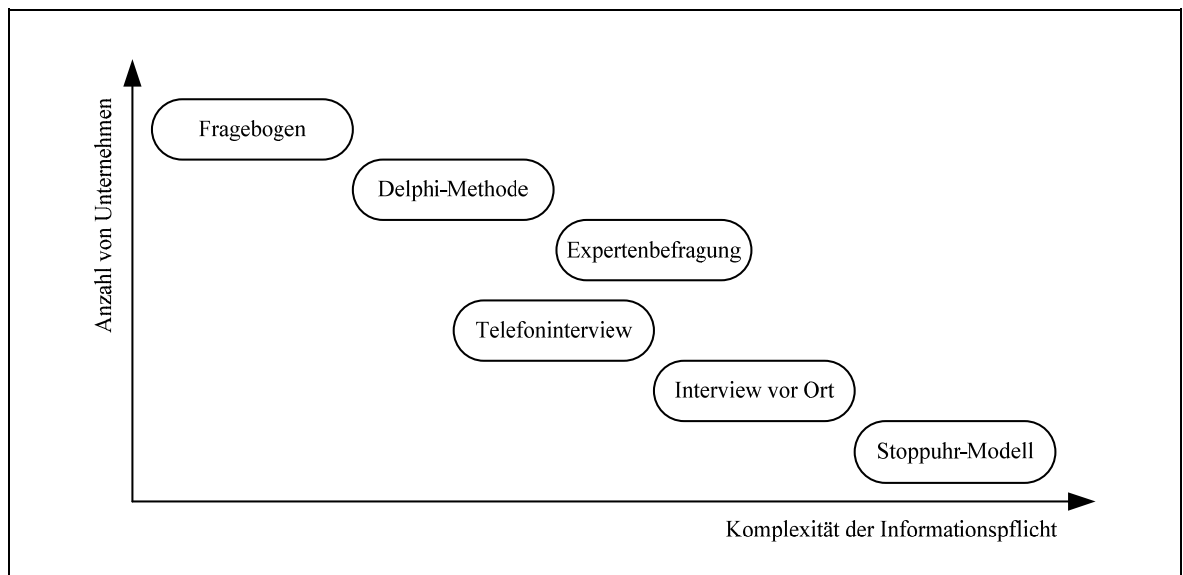 Anzahl von Unternehmen
Fragebogen
Delphi-Methode
Expertenbefragung
Telefoninterview
Interview vor Ort
Stoppuhr-Modell
Komplexität der Informationspflicht